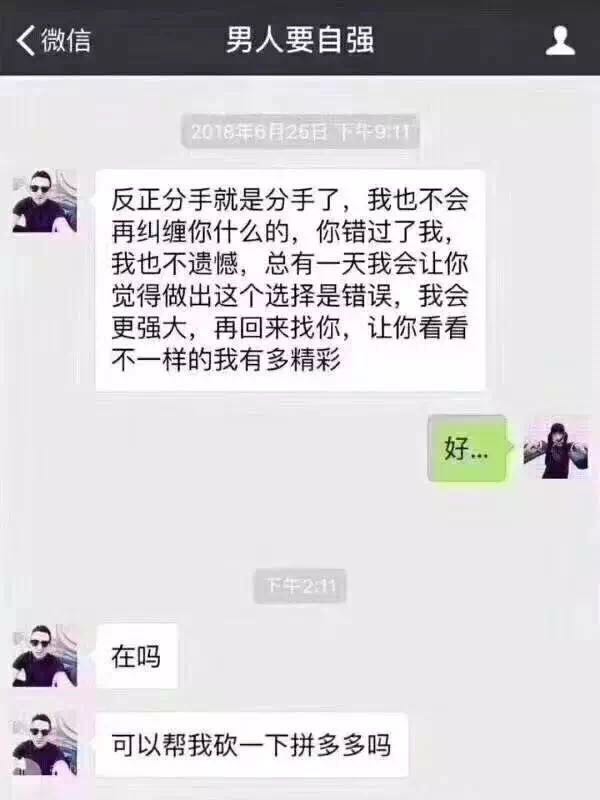 微信
男人要自强
2018年6月25日 下午9:11
反正分手就是分手了，我也不会
再纠缠你什么的，你错过了我，
我也不遗憾，总有一天我会让你
觉得做出这个选择是错误，我会
更强大，再回来找你，让你看看
不一样的我有多精彩
好...
下午2:11
在吗
可以帮我砍一下拼多多吗